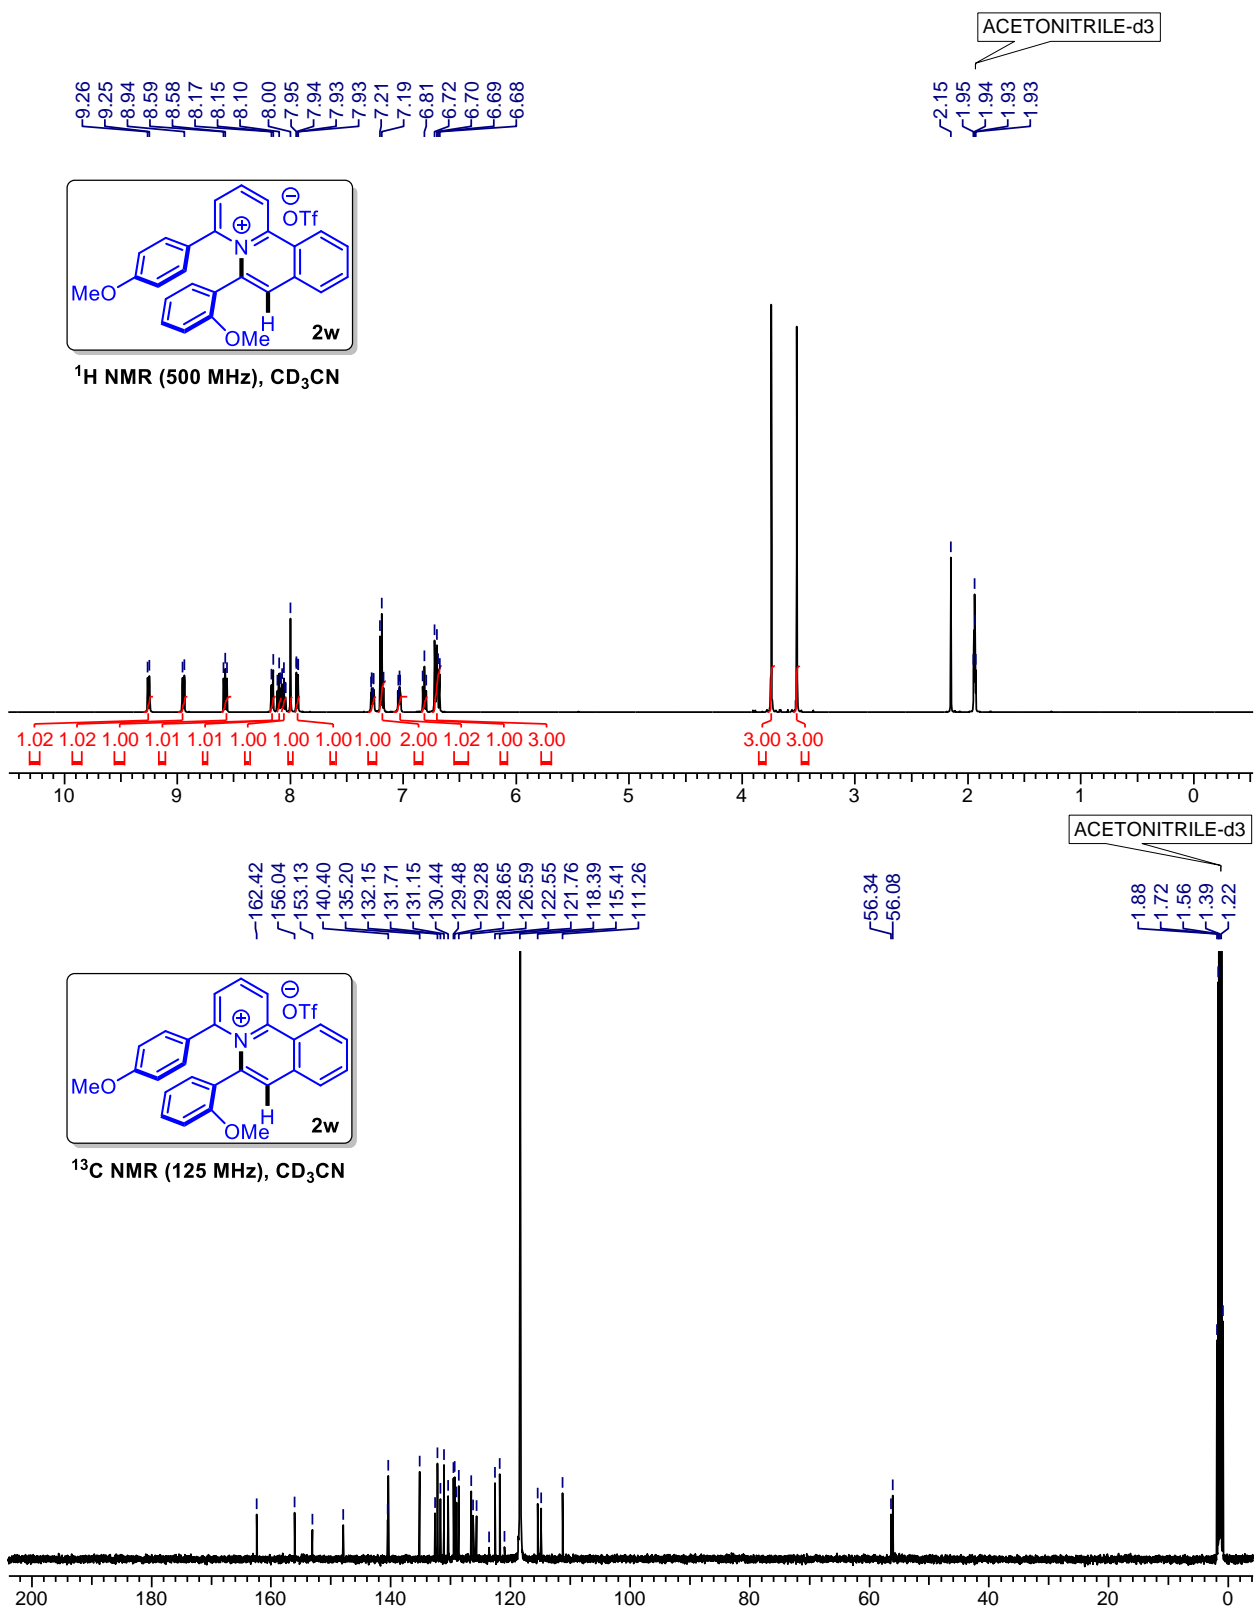 ACETONITRILE-d3
9.26
9.25
8.94
8.59
8.58
8.17
8.15
8.10
8.00
7.95
7.94
7.93
7.93
7.21
7.19
6.81
6.72
6.70
6.69
6.68
2.15
1.95
1.94
1.93
1.93
⊖
OTf
⊕
N
MeO
H
OMe
2w
¹H NMR (500 MHz), CD₃CN
1.02 1.02 1.00 1.01 1.01 1.00 1.00 1.00 1.00 2.00 1.02 1.00 3.00 3.00 3.00
10 9 8 7 6 5 4 3 2 1 0
ACETONITRILE-d3
162.42
156.04
153.13
140.40
135.20
132.15
131.71
131.15
130.44
129.48
129.28
128.65
126.59
122.55
121.76
118.39
115.41
111.26
56.34
56.08
1.88
1.72
1.56
1.39
1.22
⊖
OTf
⊕
N
MeO
H
OMe
2w
¹³C NMR (125 MHz), CD₃CN
200 180 160 140 120 100 80 60 40 20 0